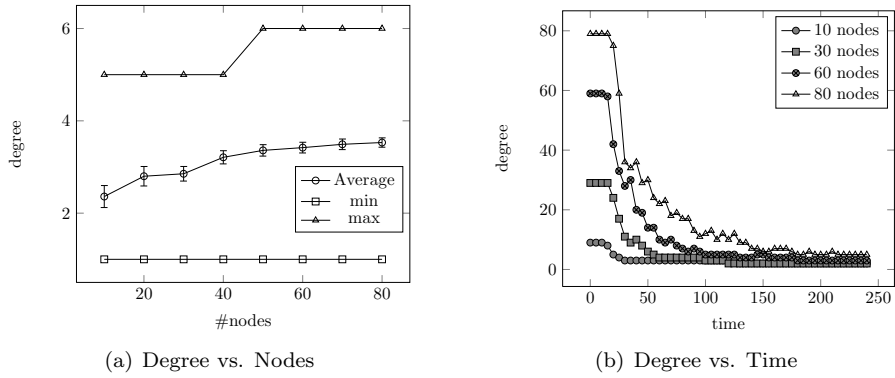 6
4
2
degree
Average
min
max
20
40
60
80
#nodes
(a) Degree vs. Nodes
80
60
40
20
0
degree
10 nodes
30 nodes
60 nodes
80 nodes
0
50
100
150
200
250
time
(b) Degree vs. Time